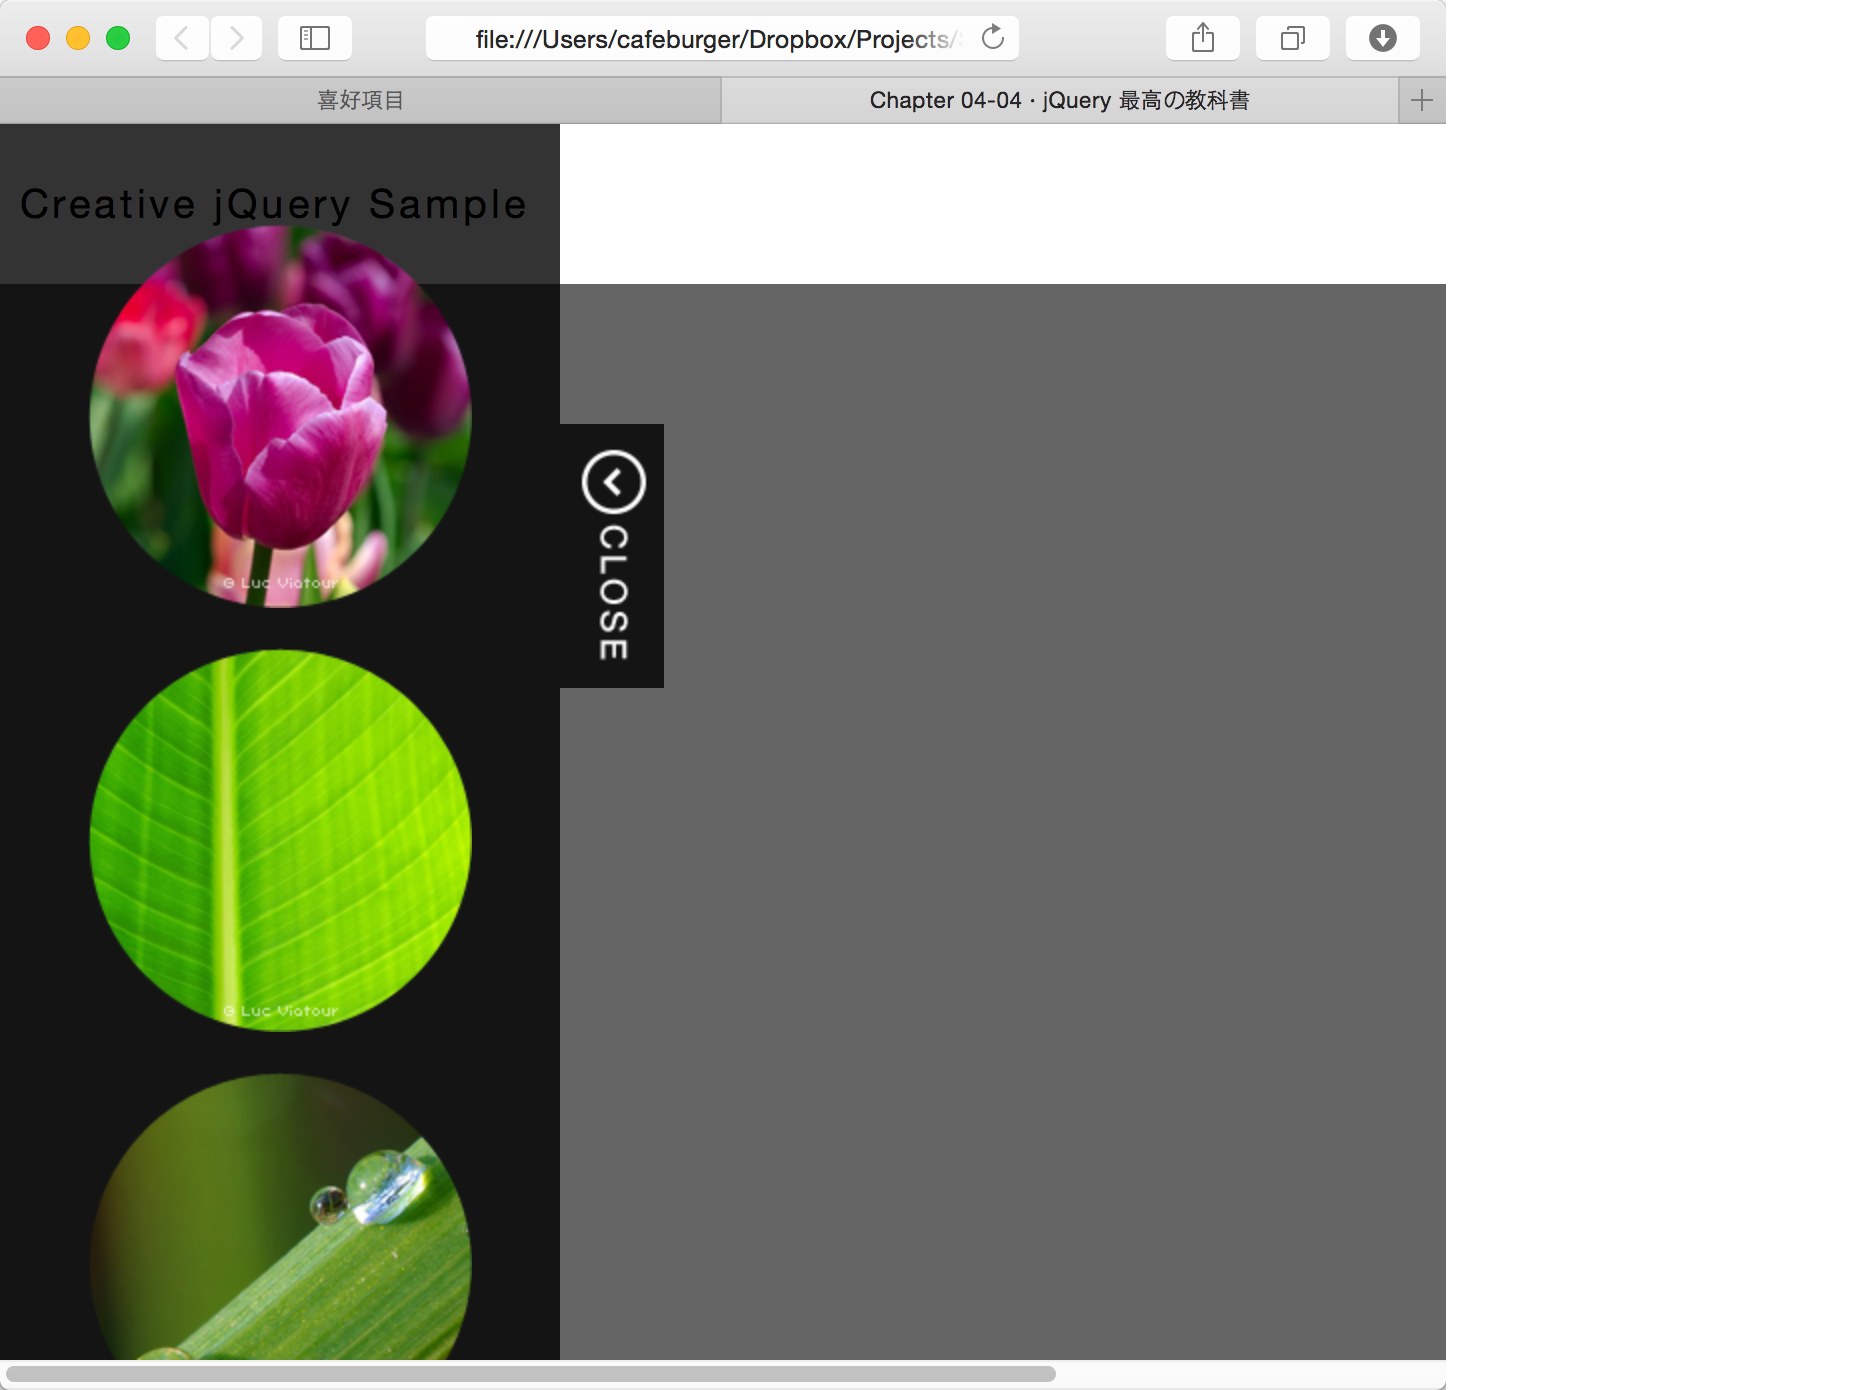 file:///Users/cafeburger/Dropbox/Projects/
喜好項目
Chapter 04-04 · jQuery 最高の教科書
Creative jQuery Sample
© Luc Viatour
CLOSE
© Luc Viatour